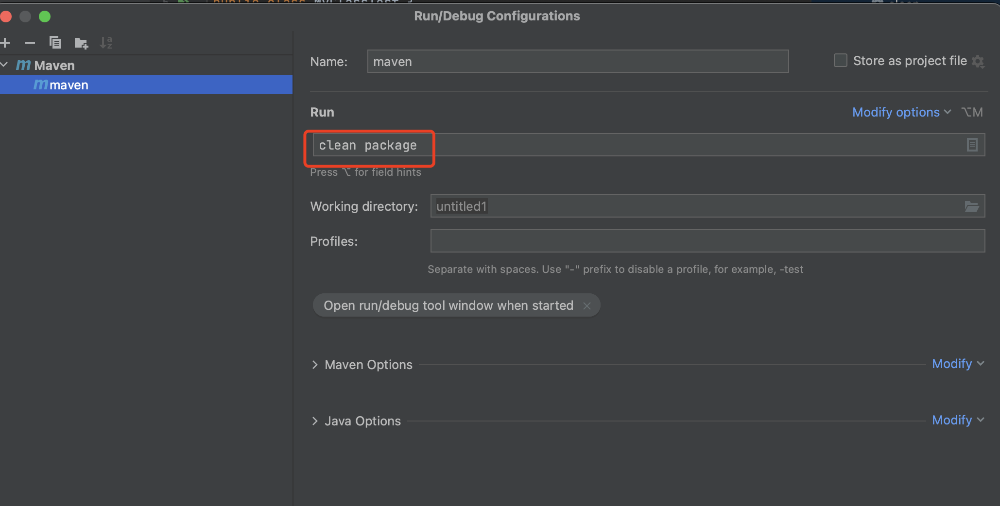 Run/Debug Configurations
Maven
maven
Name:
maven
Store as project file
Run
Modify options
⌥M
clean package
Press ⌥ for field hints
Working directory:
untitled1
Profiles:
Separate with spaces. Use "-" prefix to disable a profile, for example, -test
Open run/debug tool window when started
Maven Options
Modify
Java Options
Modify